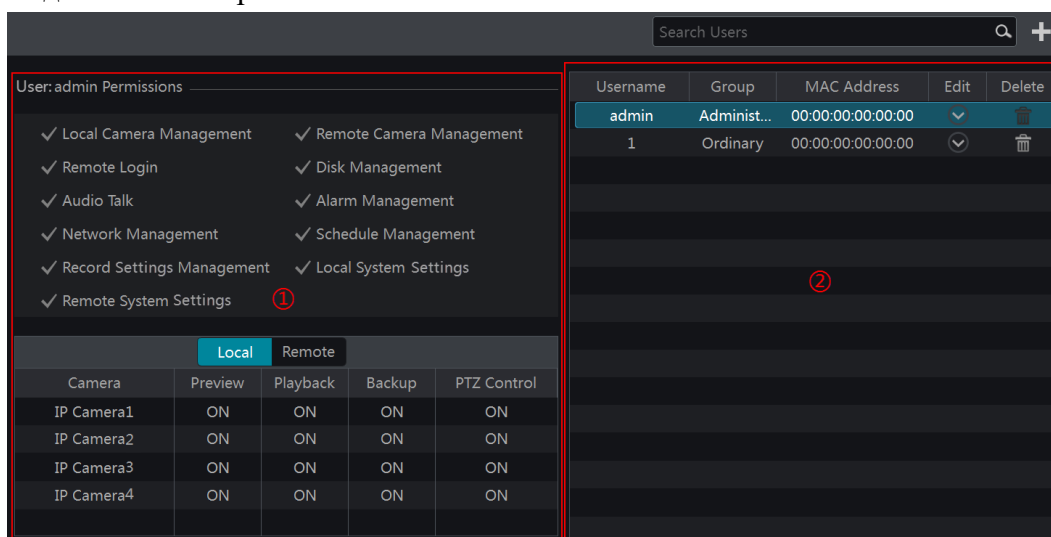 Search Users
User: admin Permissions
Local Camera Management Remote Camera Management
Remote Login Disk Management
Audio Talk Alarm Management
Network Management Schedule Management
Record Settings Management Local System Settings
Remote System Settings ①
Local Remote
Camera Preview Playback Backup PTZ Control
IP Camera1 ON ON ON ON
IP Camera2 ON ON ON ON
IP Camera3 ON ON ON ON
IP Camera4 ON ON ON ON
Username Group MAC Address Edit Delete
admin Administ... 00:00:00:00:00:00
1 Ordinary 00:00:00:00:00:00
②